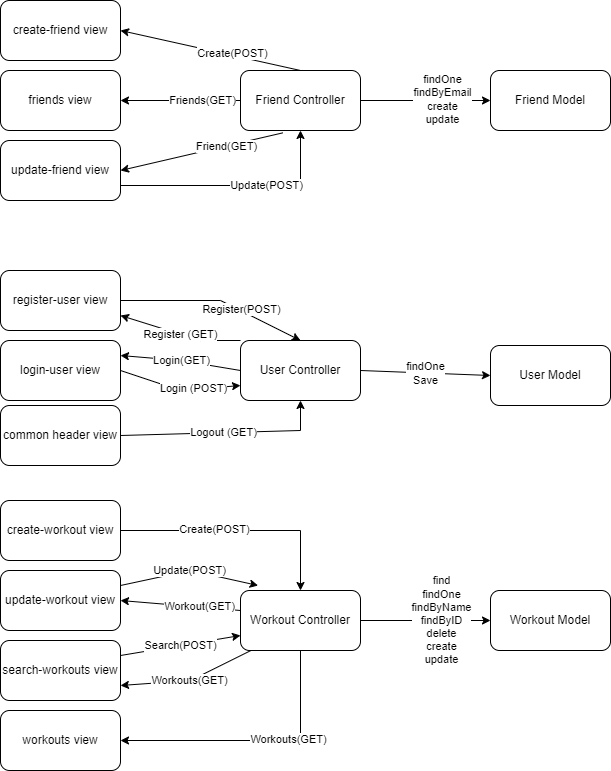 create-friend view
Create(POST)
friends view
Friends(GET)
Friend Controller
findOne
findByEmail
create
update
Friend Model
Friend(GET)
update-friend view
Update(POST)
register-user view
Register(POST)
Register (GET)
login-user view
Login(GET)
Login (POST)
User Controller
findOne
Save
User Model
common header view
Logout (GET)
create-workout view
Create(POST)
Update(POST)
update-workout view
Workout(GET)
Workout Controller
find
findOne
findByName
findByID
delete
create
update
Workout Model
Search(POST)
search-workouts view
Workouts(GET)
workouts view
Workouts(GET)